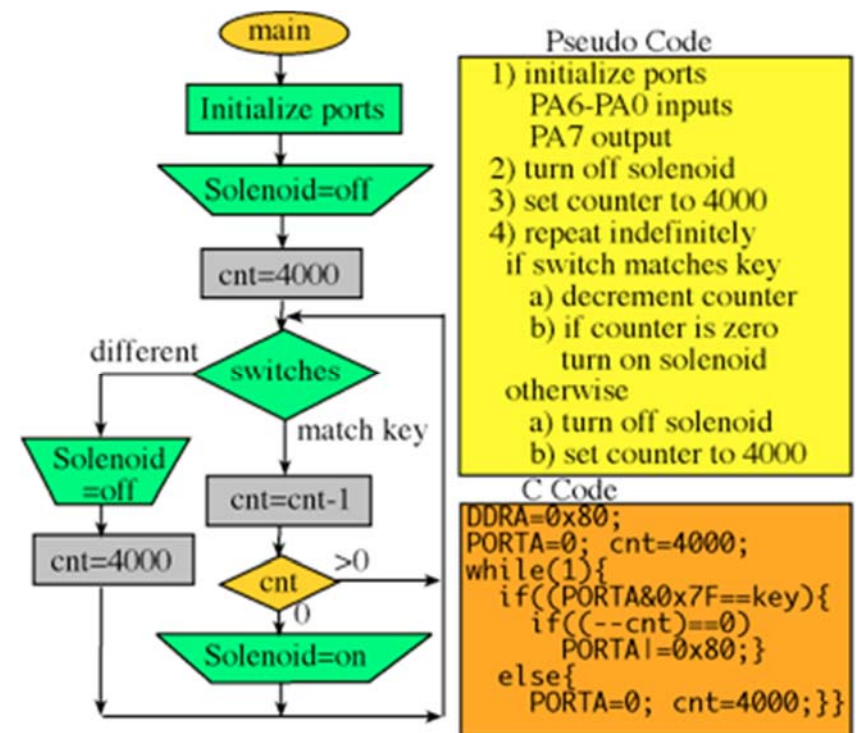 main
Initialize ports
Solenoid=off
cnt=4000
different
switches
match key
Solenoid
=off
cnt=cnt-1
cnt=4000
cnt
>0
0
Solenoid=on
Pseudo Code
1) initialize ports
PA6-PA0 inputs
PA7 output
2) turn off solenoid
3) set counter to 4000
4) repeat indefinitely
if switch matches key
a) decrement counter
b) if counter is zero
turn on solenoid
otherwise
a) turn off solenoid
b) set counter to 4000
C Code
DDRA=0x80;
PORTA=0; cnt=4000;
while(1){
if((PORTA&0x7F==key){
if((--cnt)==0)
PORTA|=0x80;}
else{
PORTA=0; cnt=4000;}}